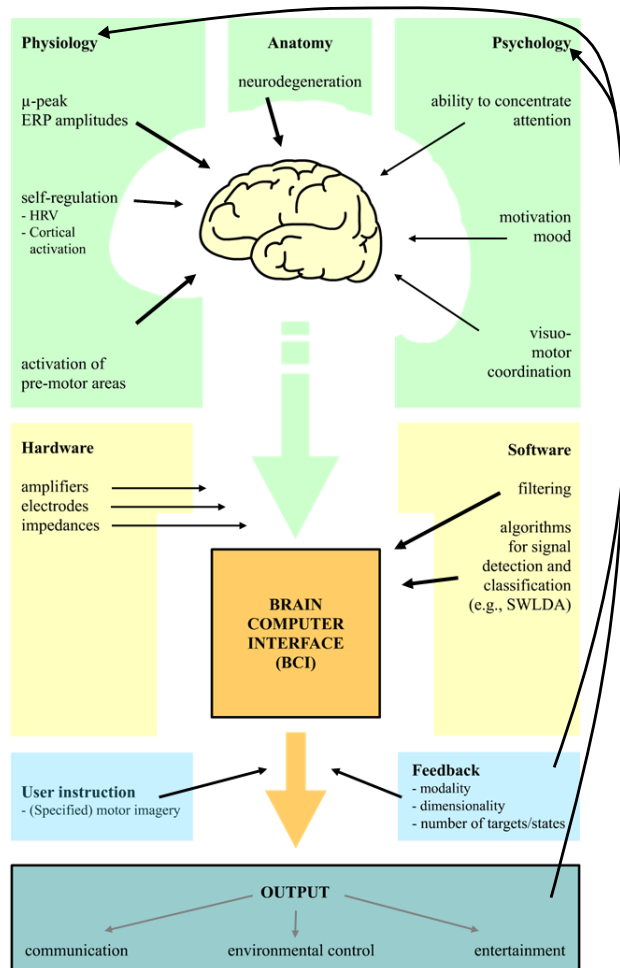 Physiology
Anatomy
Psychology
neurodegeneration
µ-peak
ERP amplitudes
ability to concentrate
attention
self-regulation
- HRV
- Cortical
activation
motivation
mood
activation of
pre-motor areas
visuo-
motor
coordination
Hardware
Software
amplifiers
electrodes
impedances
filtering
algorithms
for signal
detection and
classification
(e.g., SWLDA)
BRAIN
COMPUTER
INTERFACE
(BCI)
User instruction
- (Specified) motor imagery
Feedback
- modality
- dimensionality
- number of targets/states
OUTPUT
communication
environmental control
entertainment